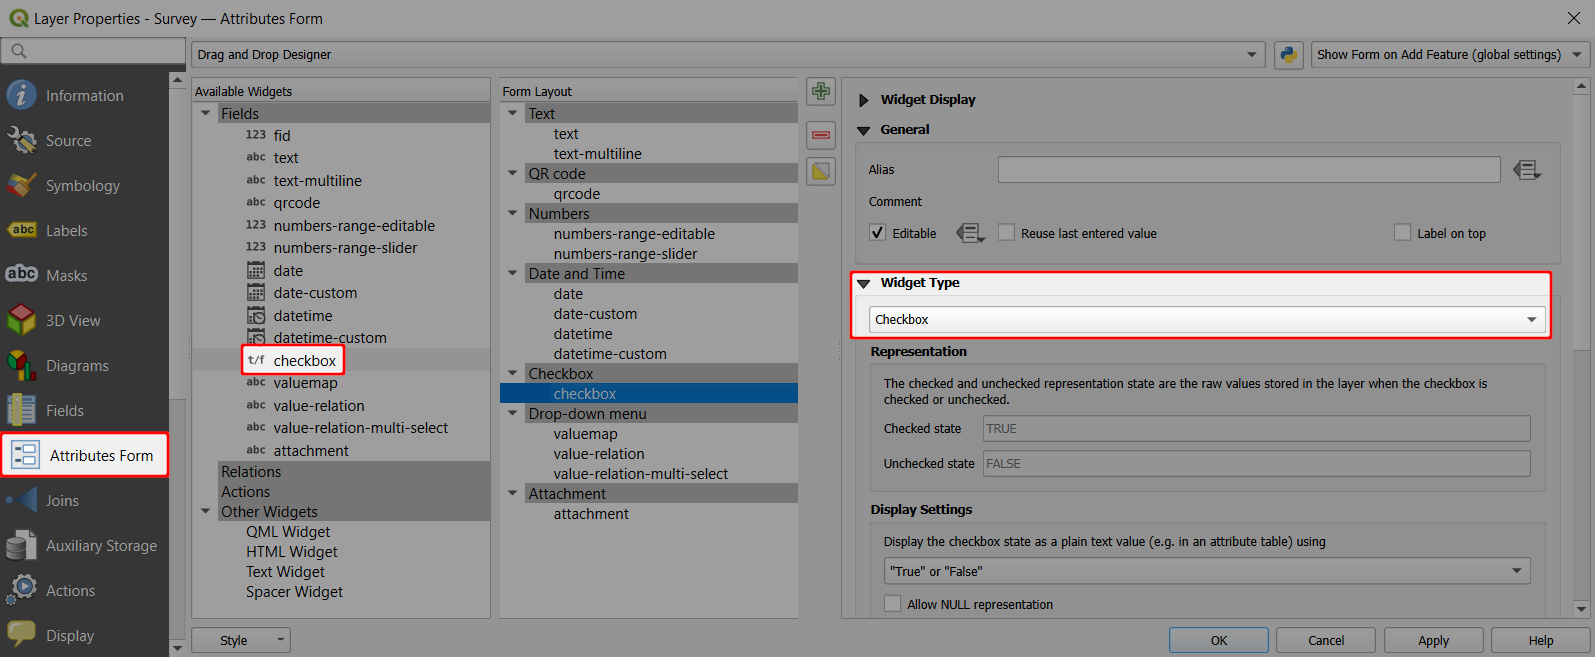 Layer Properties - Survey — Attributes Form
Drag and Drop Designer
Show Form on Add Feature (global settings)
Information
Source
Symbology
abc Labels
abc Masks
3D View
Diagrams
Fields
Attributes Form
Joins
Auxiliary Storage
Actions
Display
Available Widgets
Fields
123 fid
abc text
abc text-multiline
abc qrcode
123 numbers-range-editable
123 numbers-range-slider
date
date-custom
datetime
datetime-custom
t/f checkbox
abc valuemap
abc value-relation
abc value-relation-multi-select
abc attachment
Relations
Actions
Other Widgets
QML Widget
HTML Widget
Text Widget
Spacer Widget
Form Layout
Text
text
text-multiline
QR code
qrcode
Numbers
numbers-range-editable
numbers-range-slider
Date and Time
date
date-custom
datetime
datetime-custom
Checkbox
checkbox
Drop-down menu
valuemap
value-relation
value-relation-multi-select
Attachment
attachment
Widget Display
General
Alias
Comment
Editable
Reuse last entered value
Label on top
Widget Type
Checkbox
Representation
The checked and unchecked representation state are the raw values stored in the layer when the checkbox is
checked or unchecked.
Checked state TRUE
Unchecked state FALSE
Display Settings
Display the checkbox state as a plain text value (e.g. in an attribute table) using
"True" or "False"
Allow NULL representation
Style
OK
Cancel
Apply
Help